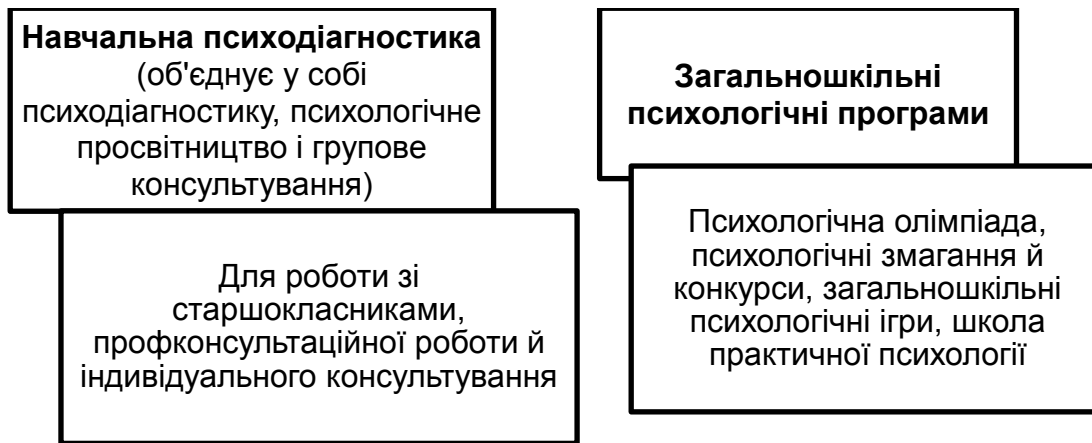 Навчальна психодіагностика
(об'єднує у собі
психодіагностику, психологічне
просвітництво і групове
консультування)
Для роботи зі
старшокласниками,
профконсультаційної роботи й
індивідуального консультування
Загальношкільні
психологічні програми
Психологічна олімпіада,
психологічні змагання й
конкурси, загальношкільні
психологічні ігри, школа
практичної психології